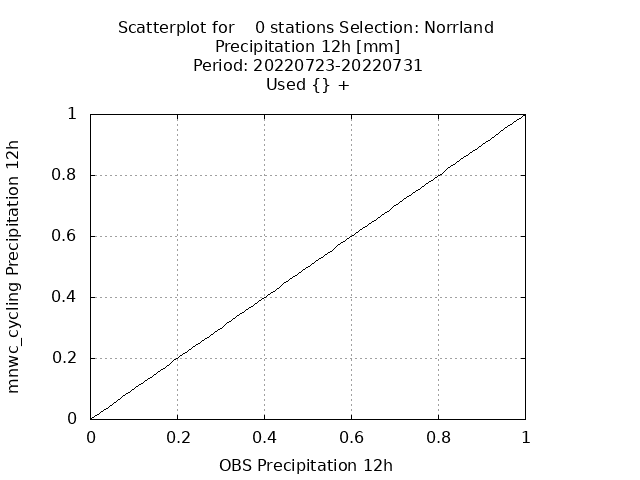 Scatterplot for    0 stations Selection: Norrland
Precipitation 12h [mm]
Period: 20220723-20220731
Used {} +
1
0.8
0.6
0.4
0.2
0
mnwc_cycling Precipitation 12h
0 0.2 0.4 0.6 0.8 1
OBS Precipitation 12h